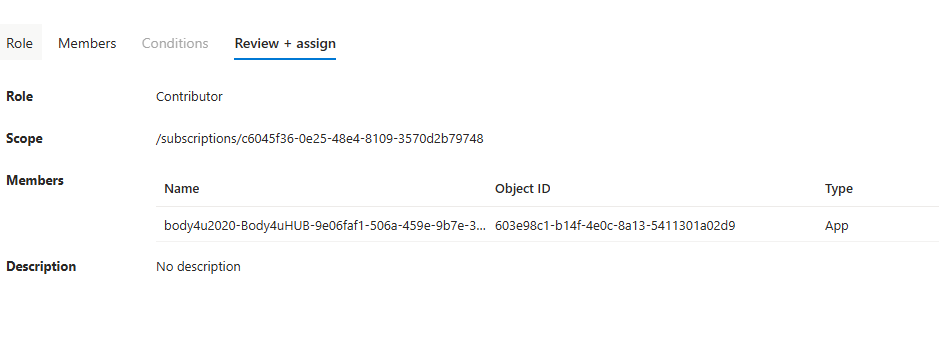 Role Members Conditions Review + assign
Role Contributor
Scope /subscriptions/c6045f36-0e25-48e4-8109-3570d2b79748
Members Name Object ID Type
body4u2020-Body4uHUB-9e06faf1-506a-459e-9b7e-3... 603e98c1-b14f-4e0c-8a13-5411301a02d9 App
Description No description